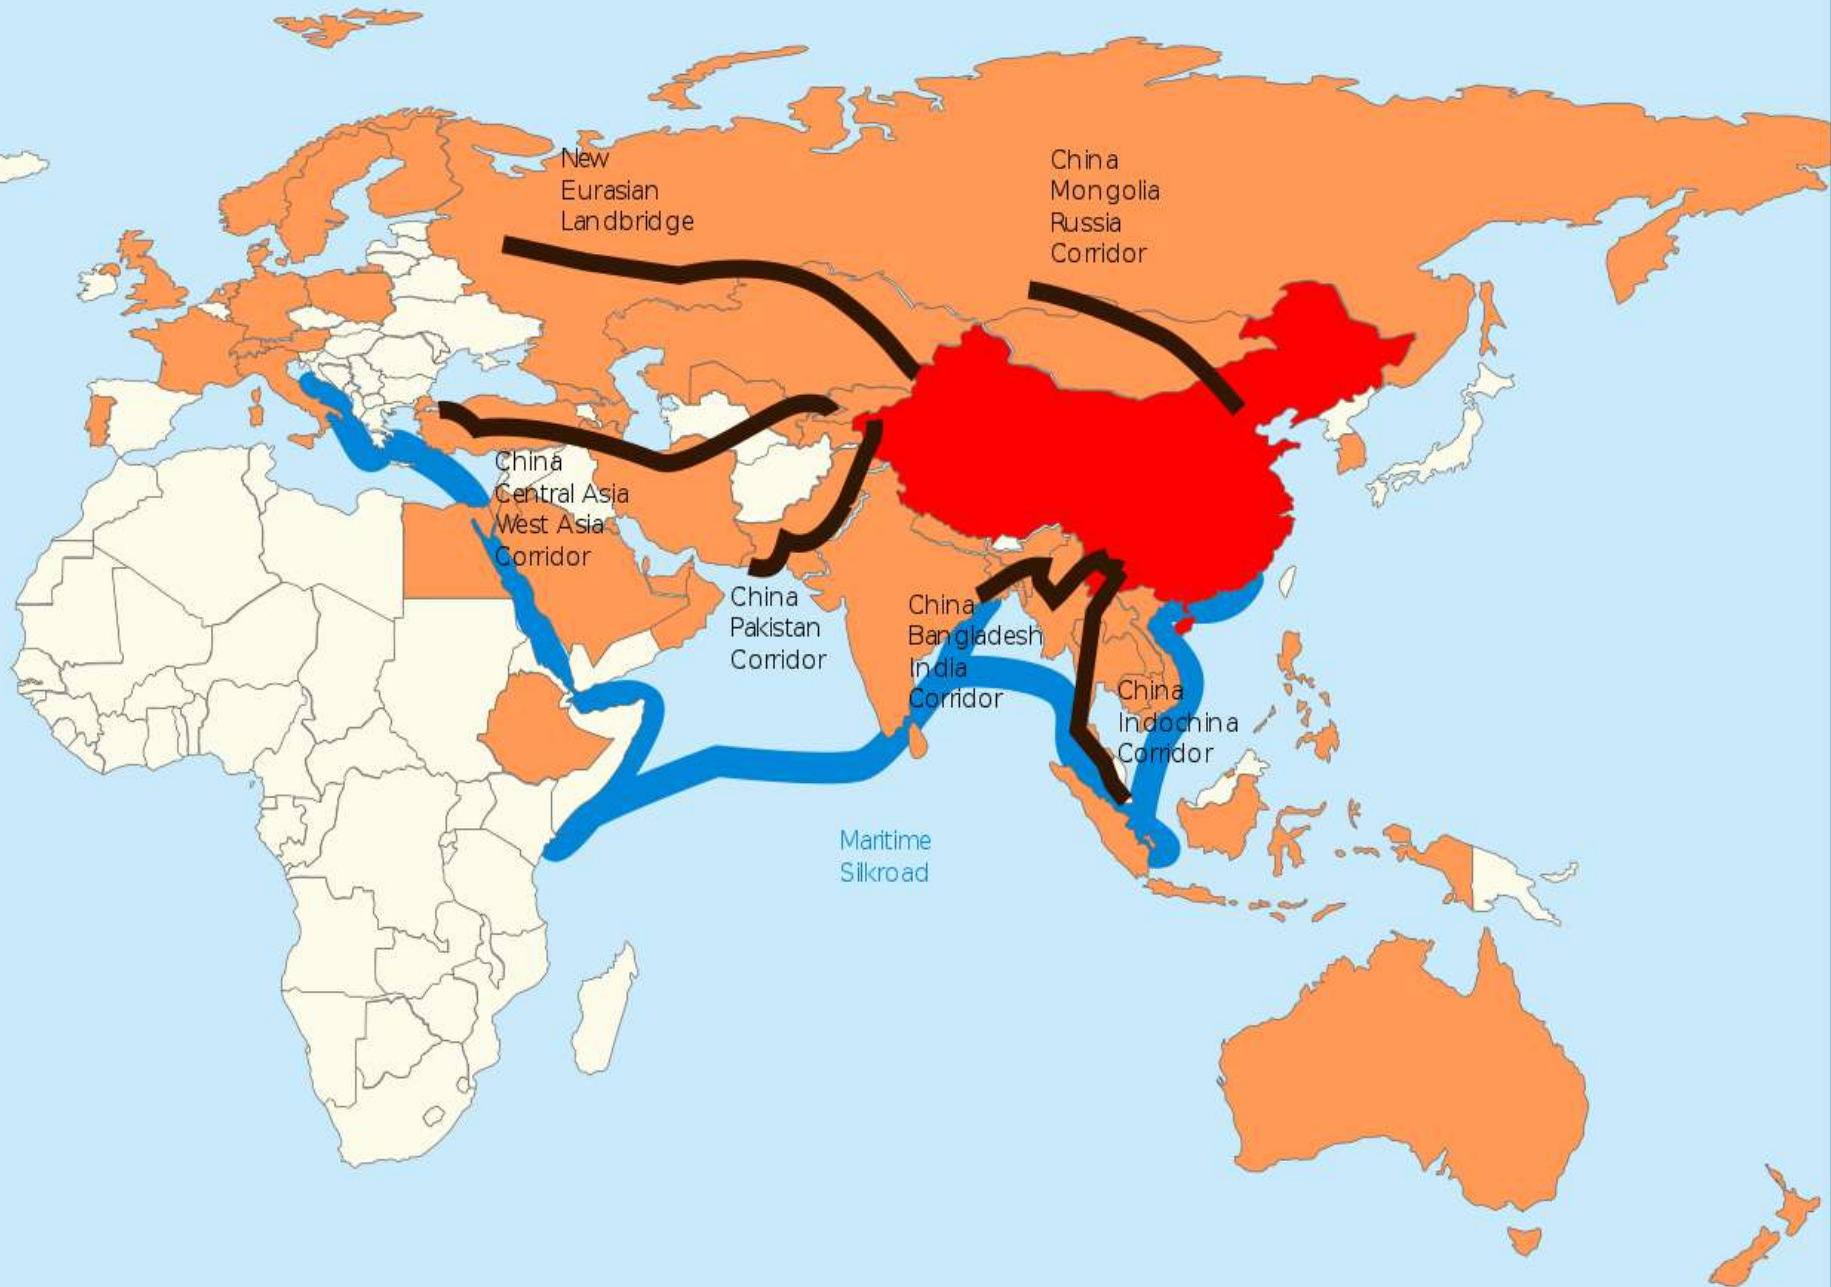 New
Eurasian
Landbridge
China
Mongolia
Russia
Corridor
China
Central Asia
West Asia
Corridor
China
Pakistan
Corridor
China
Bangladesh
India
Corridor
China
Indochina
Corridor
Maritime
Silkroad